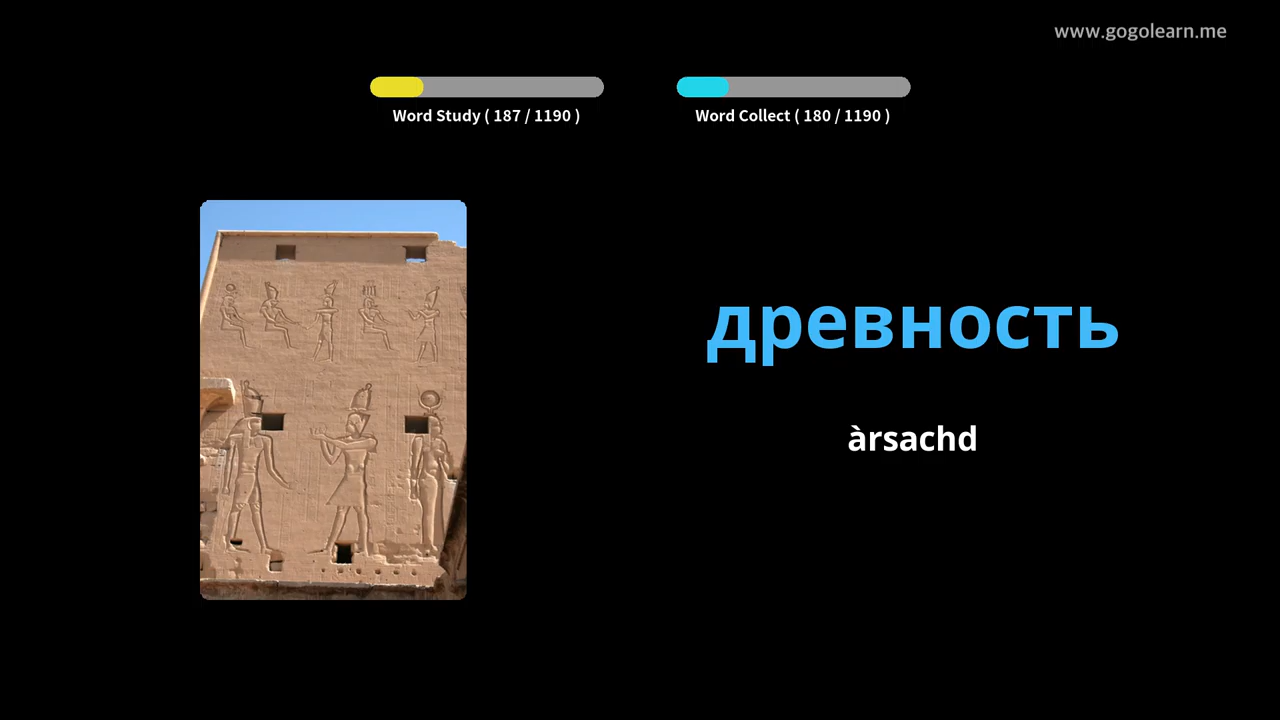 www.gogolearn.me
Word Study ( 187 / 1190 )
Word Collect ( 180 / 1190 )
древность
àrsachd